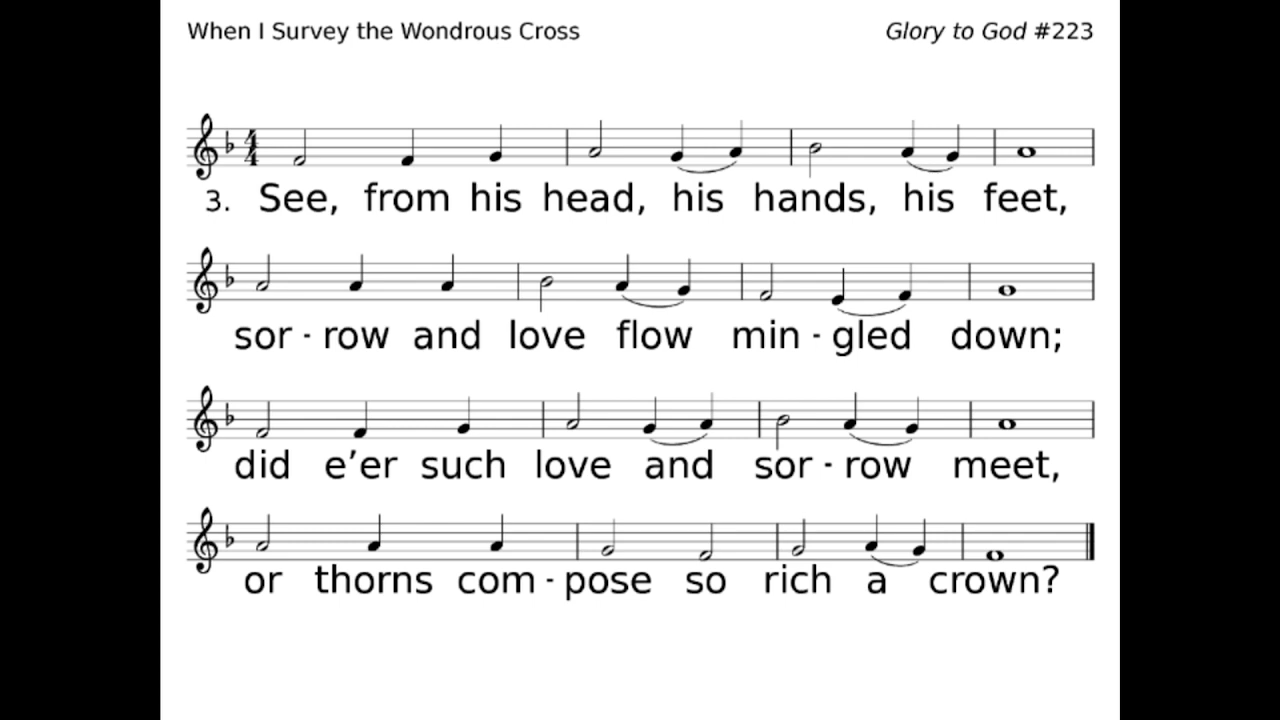 When I Survey the Wondrous Cross Glory to God #223
4
4
3. See, from his head, his hands, his feet,
sor - row and love flow min - gled down;
did e’er such love and sor - row meet,
or thorns com - pose so rich a crown?